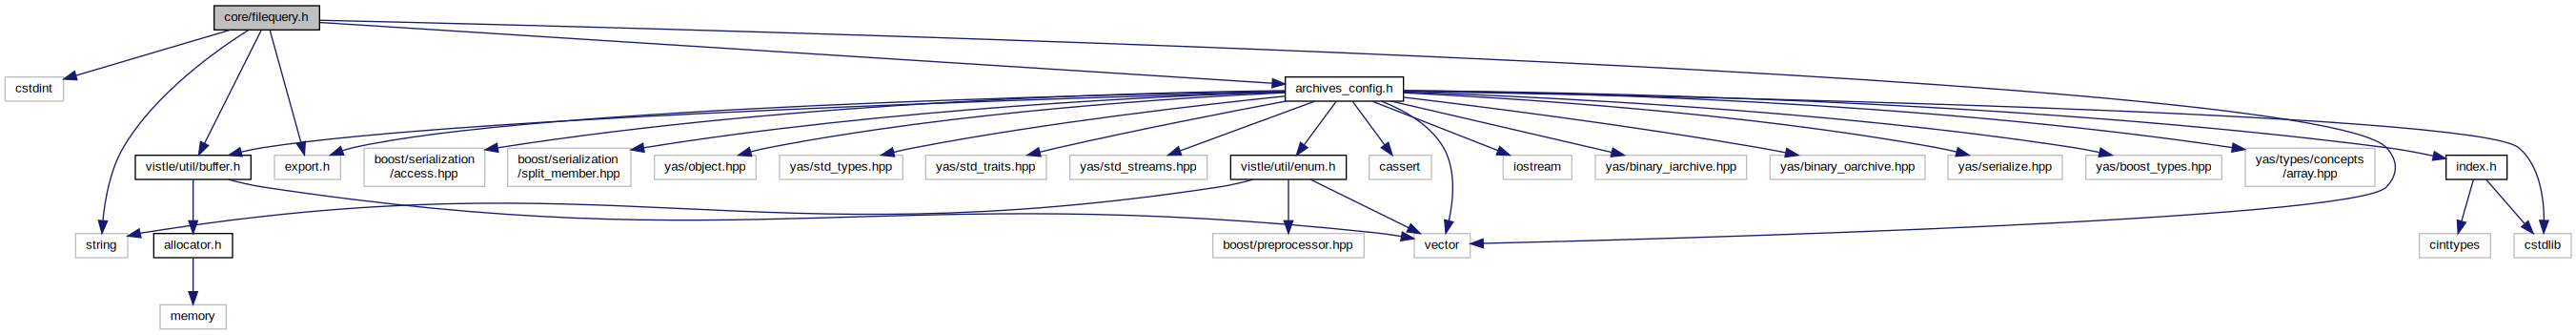 core/filequery.h
cstdint
archives_config.h
vistle/util/buffer.h
export.h
boost/serialization
/access.hpp
boost/serialization
/split_member.hpp
yas/object.hpp
yas/std_types.hpp
yas/std_traits.hpp
yas/std_streams.hpp
vistle/util/enum.h
cassert
iostream
yas/binary_iarchive.hpp
yas/binary_oarchive.hpp
yas/serialize.hpp
yas/boost_types.hpp
yas/types/concepts
/array.hpp
index.h
string
allocator.h
boost/preprocessor.hpp
vector
cinttypes
cstdlib
memory